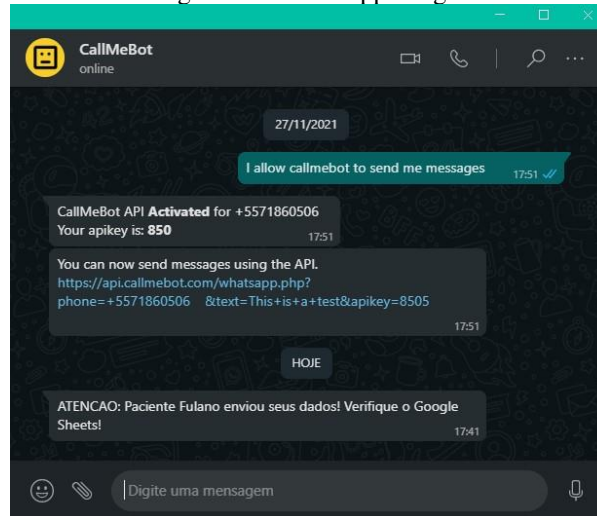 CallMeBot
online
27/11/2021
I allow callmebot to send me messages
17:51
CallMeBot API Activated for +5571860506
Your apikey is: 850
17:51
You can now send messages using the API.
https://api.callmebot.com/whatsapp.php?
phone=+5571860506 &text=This+is+a+test&apikey=8505
17:51
HOJE
ATENCAO: Paciente Fulano enviou seus dados! Verifique o Google
Sheets!
17:41
Digite uma mensagem